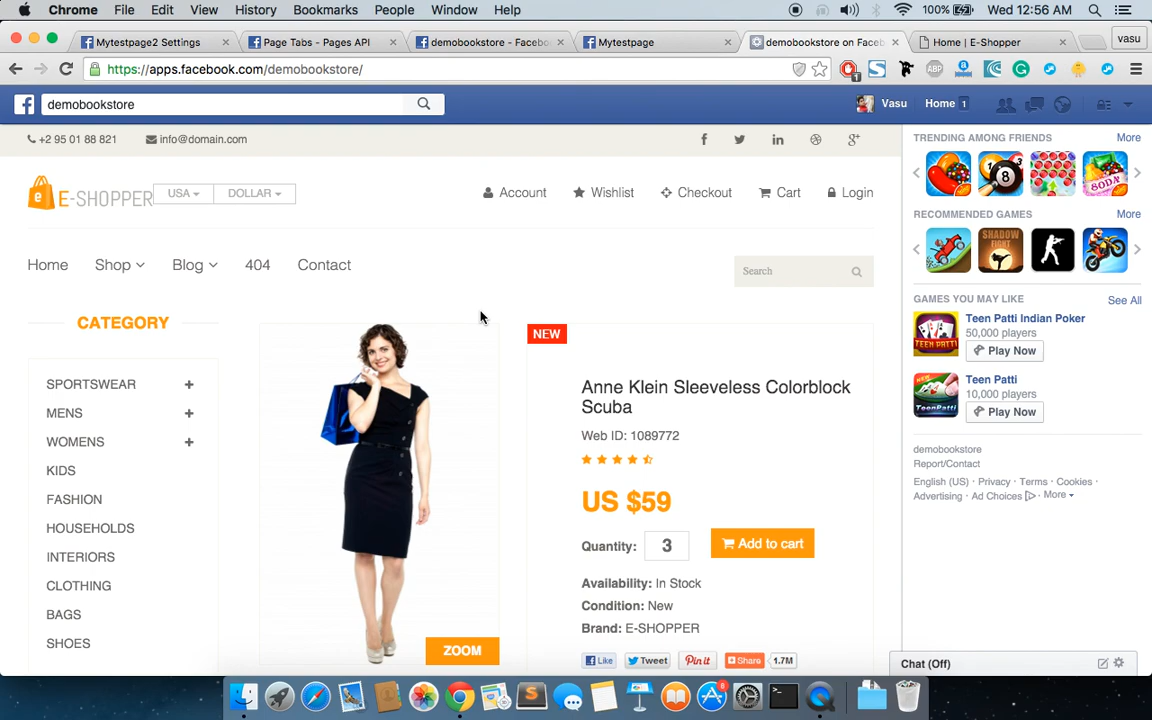 Chrome File Edit View History Bookmarks People Window Help 100% Wed 12:56 AM
Mytestpage2 Settings Page Tabs - Pages API demobookstore - Facebo Mytestpage demobookstore on Faceb Home | E-Shopper vasu
https://apps.facebook.com/demobookstore/
demobookstore Vasu Home 1
+2 95 01 88 821 info@domain.com
E-SHOPPER USA DOLLAR Account Wishlist Checkout Cart Login
Home Shop Blog 404 Contact Search
CATEGORY
SPORTSWEAR
MENS
WOMENS
KIDS
FASHION
HOUSEHOLDS
INTERIORS
CLOTHING
BAGS
SHOES
ZOOM
NEW
Anne Klein Sleeveless Colorblock
Scuba
Web ID: 1089772
US $59
Quantity: 3 Add to cart
Availability: In Stock
Condition: New
Brand: E-SHOPPER
Like Tweet Pin it Share 1.7M
TRENDING AMONG FRIENDS More
SODA
RECOMMENDED GAMES More
SHADOW
FIGHT
GAMES YOU MAY LIKE See All
Teen Patti Indian Poker
50,000 players
Play Now
Teen Patti
10,000 players
Play Now
demobookstore
Report/Contact
English (US) · Privacy · Terms · Cookies ·
Advertising · Ad Choices · More
Chat (Off)